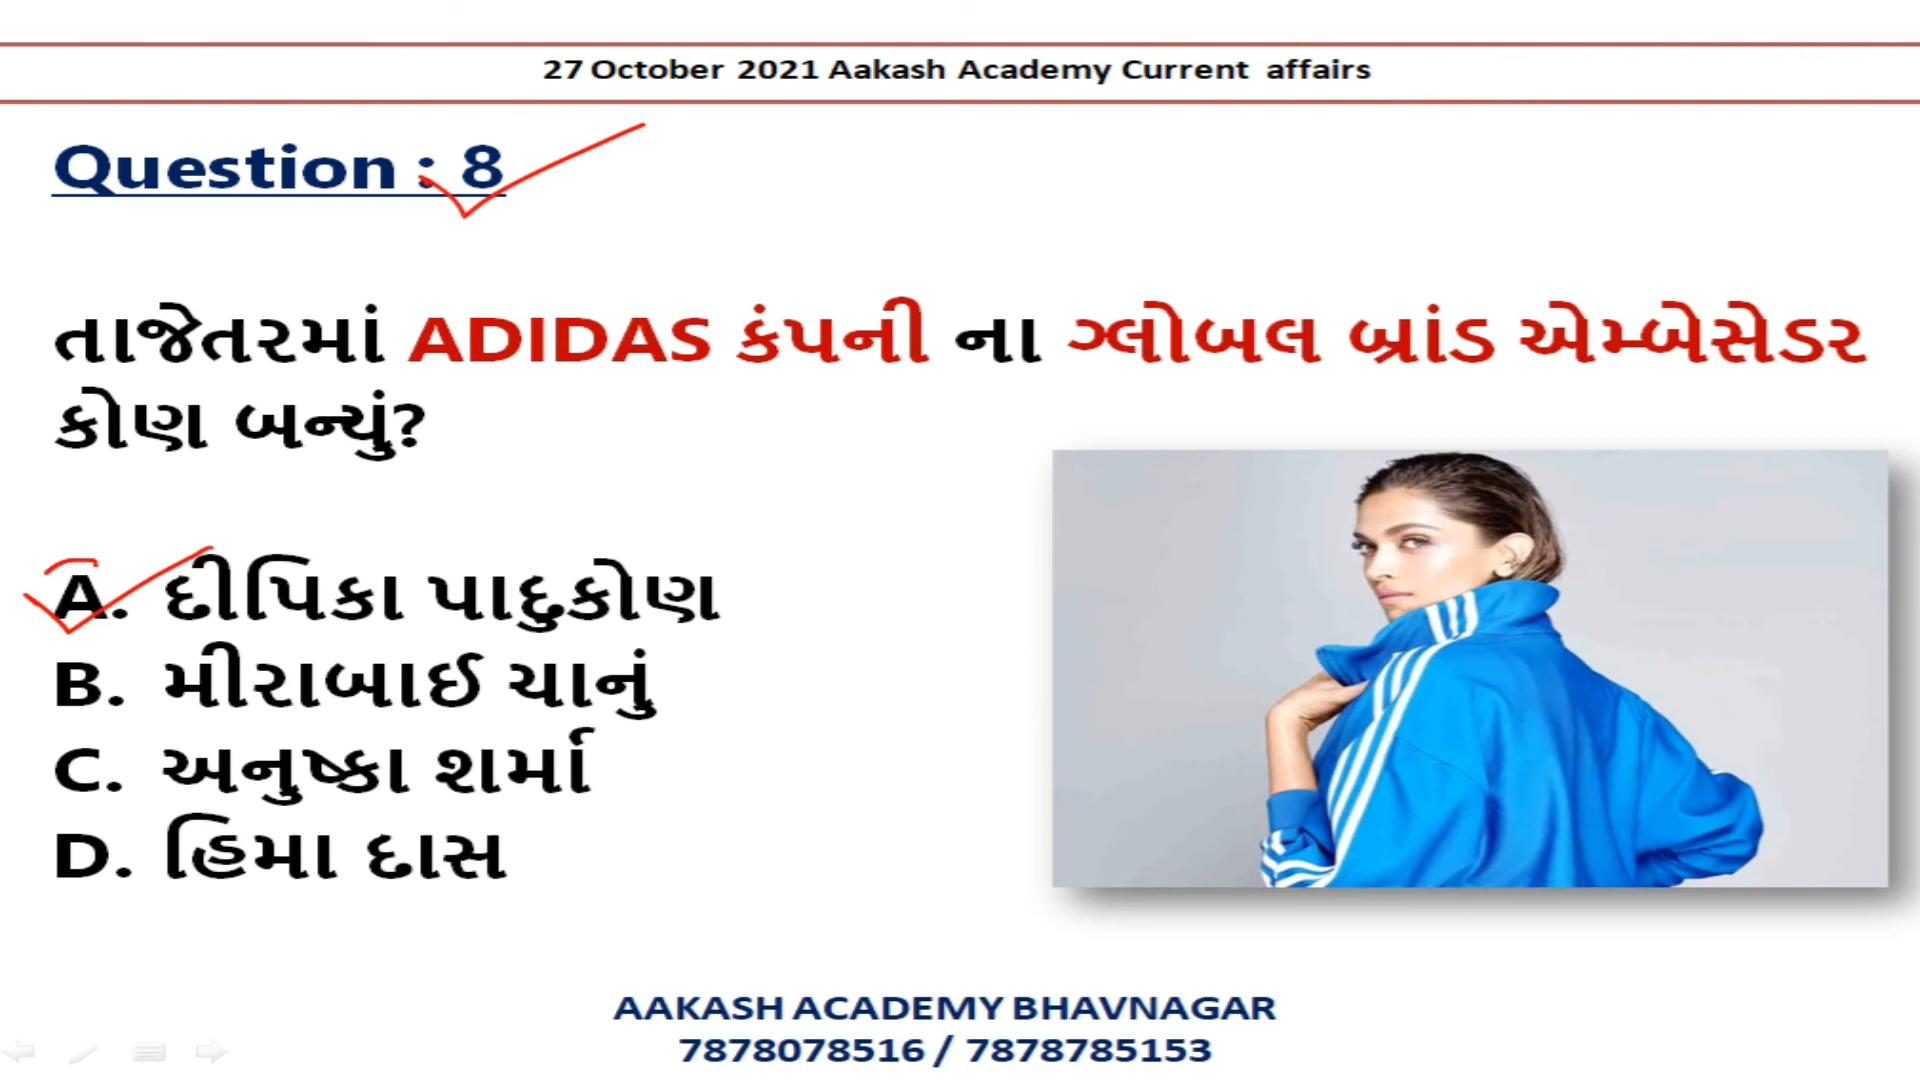 27 October 2021 Aakash Academy Current affairs
Question : 8
તાજેતરમાં ADIDAS કંપની ના ગ્લોબલ બ્રાંડ એમ્બેસેડર
કોણ બન્યું?
A. દીપિકા પાદુકોણ
B. મીરાબાઈ ચાનું
C. અનુષ્કા શર્મા
D. હિમા દાસ
AAKASH ACADEMY BHAVNAGAR
7878078516 / 7878785153